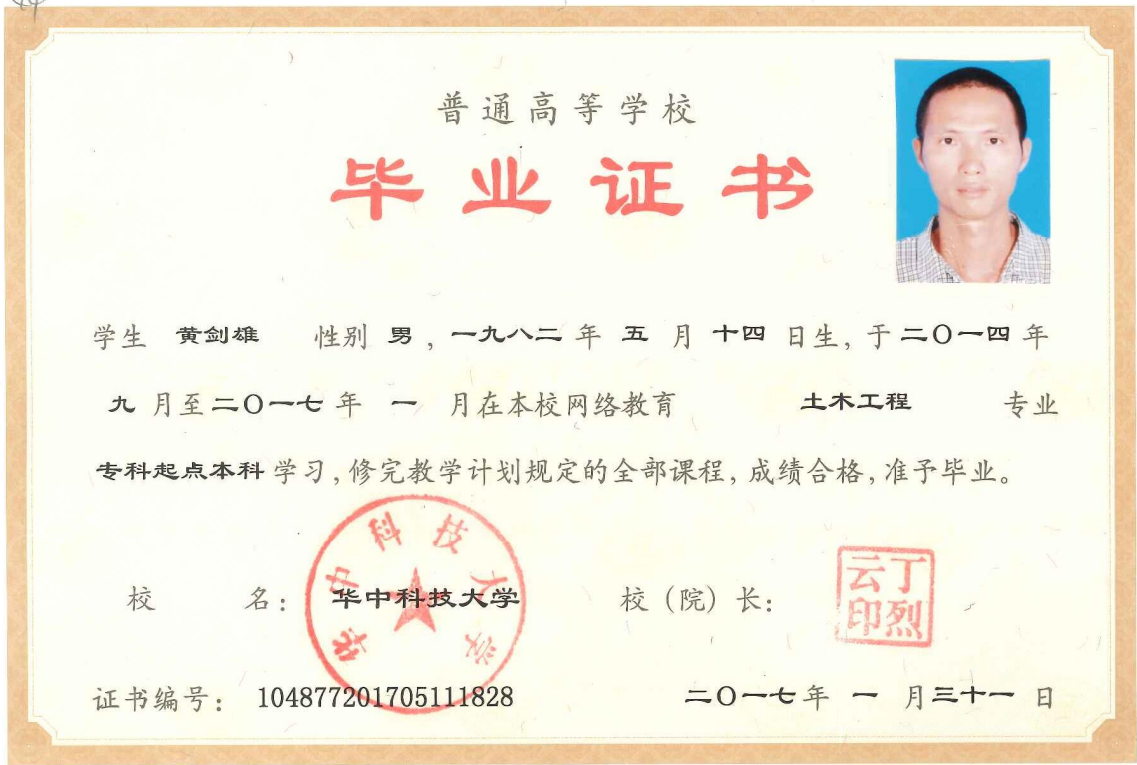 普通高等学校
毕业证书
学生 黄剑雄 性别 男，一九八二 年 五 月 十四 日生，于 二〇一四 年
九 月至 二〇一七 年 一 月在本校网络教育 土木工程 专业
专科起点本科 学习，修完教学计划规定的全部课程，成绩合格，准予毕业。
华中科技大学
校 名： 华中科技大学 校（院）长：
丁烈云印
证书编号： 104877201705111828 二〇一七 年 一 月 三十一 日